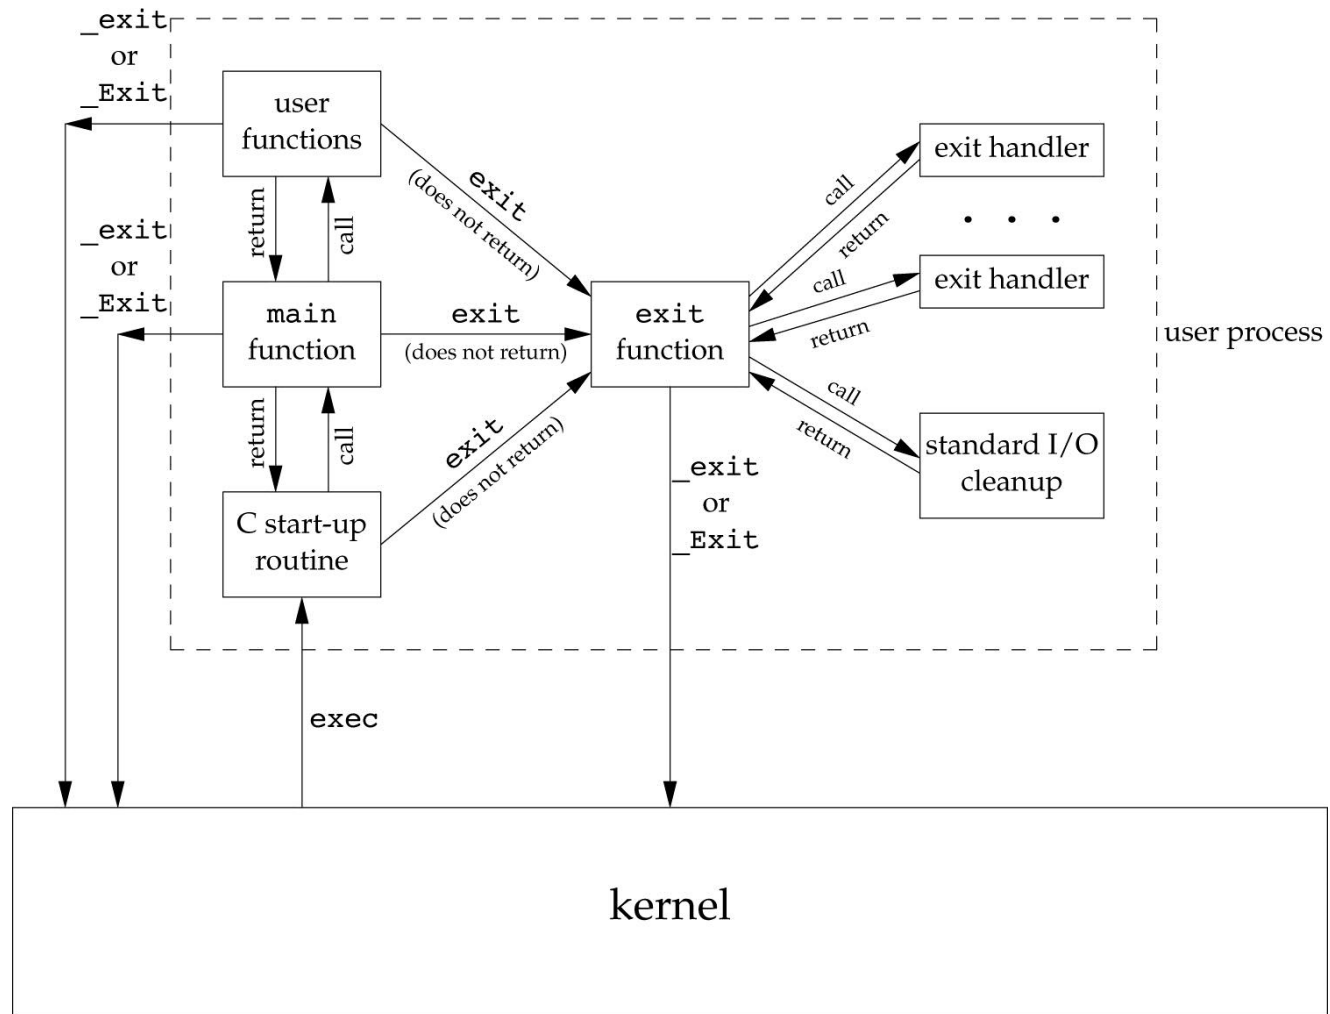 _exit
or
_Exit
user
functions
exit
(does not return)
call
return
exit handler
. . .
return
call
_exit
or
_Exit
main
function
exit
(does not return)
exit
function
call
return
exit handler
user process
return
call
exit
(does not return)
call
return
standard I/O
cleanup
C start-up
routine
_exit
or
_Exit
exec
kernel